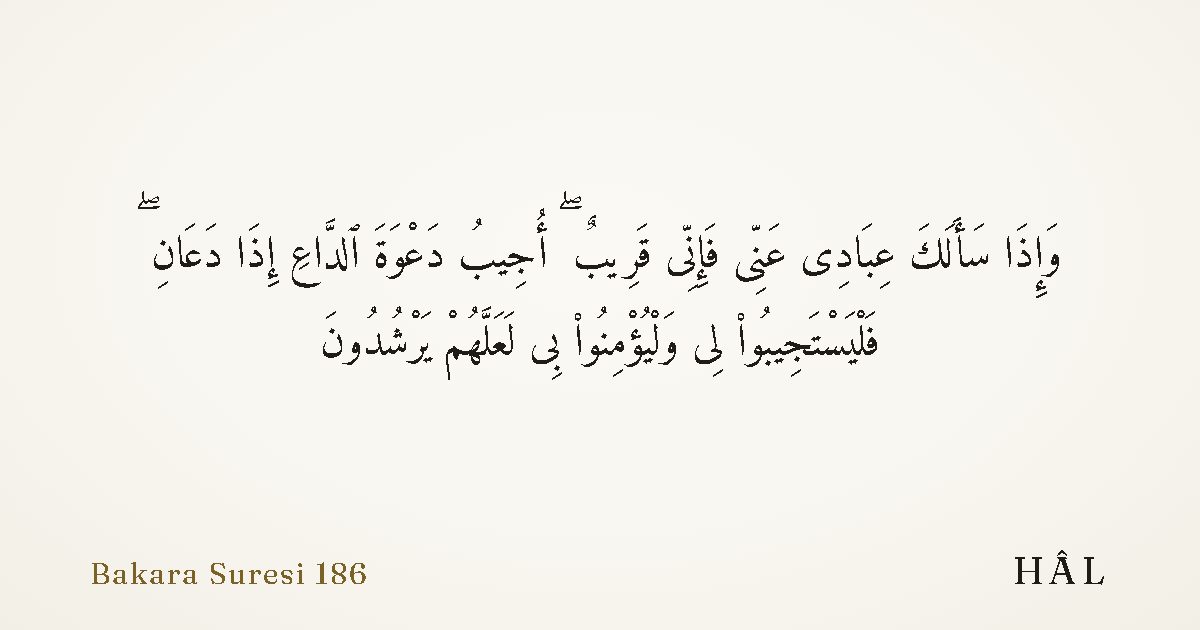 وَإِذَا سَأَلَكَ عِبَادِى عَنِّى فَإِنِّى قَرِيبٌ ۖ أُجِيبُ دَعْوَةَ ٱلدَّاعِ إِذَا دَعَانِ ۖ
فَلْيَسْتَجِيبُوا۟ لِى وَلْيُؤْمِنُوا۟ بِى لَعَلَّهُمْ يَرْشُدُونَ
Bakara Suresi 186
HÂL